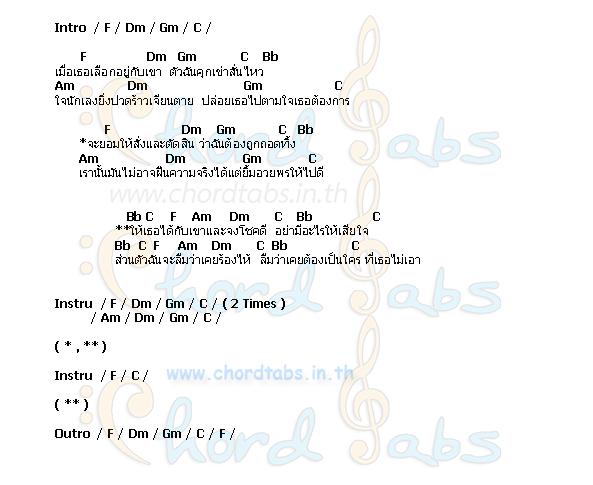 Intro / F / Dm / Gm / C /
F Dm Gm C Bb
เมื่อเธอเลือกอยู่กับเขา ตัวฉันคุกเข่าสั่นไหว
Am Dm Gm C
ใจนักเลงยิ่งปวดร้าวเจียนตาย ปล่อยเธอไปตามใจเธอต้องการ
F Dm Gm C Bb
*จะยอมให้สั่งและตัดสิน ว่าฉันต้องถูกถอดทิ้ง
Am Dm Gm C
เรานั้นมันไม่อาจฝืนความจริงได้แต่ยิ้มอวยพรให้ไปดี
www.chordtabs.in.th
Bb C F Am Dm C Bb C
**ให้เธอได้กับเขาและจงโชคดี อย่ามีอะไรให้เสียใจ
Bb C F Am Dm C Bb C
ส่วนตัวฉันจะลืมว่าเคยร้องไห้ ลืมว่าเคยต้องเป็นใคร ที่เธอไม่เอา
Instru / F / Dm / Gm / C / ( 2 Times )
/ Am / Dm / Gm / C /
( * , ** )
Instru / F / C /
www.chordtabs.in.th
( ** )
Outro / F / Dm / Gm / C / F /
Chord Tabs
Chord Tabs
Chord Tabs